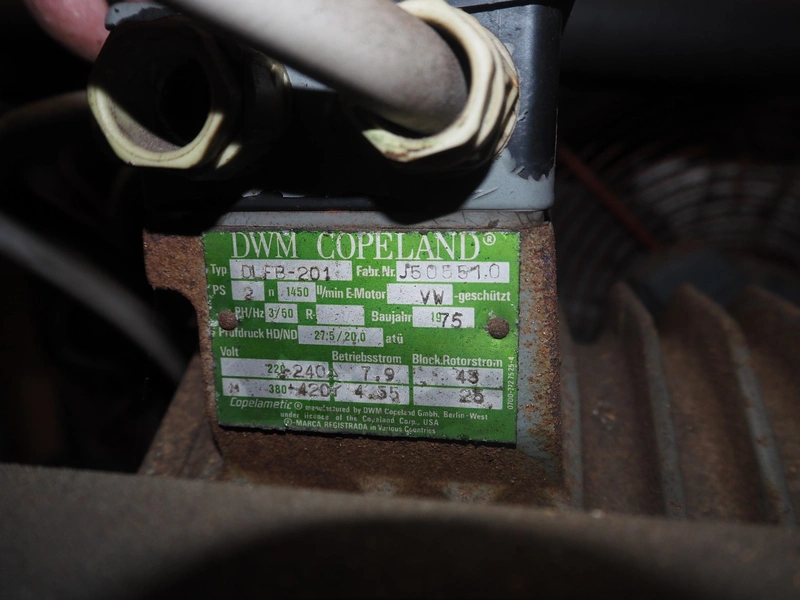 DWM COPELAND®
Typ DLFB-201 Fabr. Nr. J50551.0
PS 2 n 1450 U/min E-Motor VW -geschützt
PH/Hz 3/50 R- Baujahr 1975
Prüfdruck HD/ND 27,5/20,0 atü
Volt Betriebsstrom Block.Rotorstrom
220 -240 7,9 43
380 -420 4.55
Copelametic® manufactured by DWM Copeland Gmbh, Berlin-West
under license of the Copeland Corp., USA
®-MARCA REGISTRADA in Various Countries